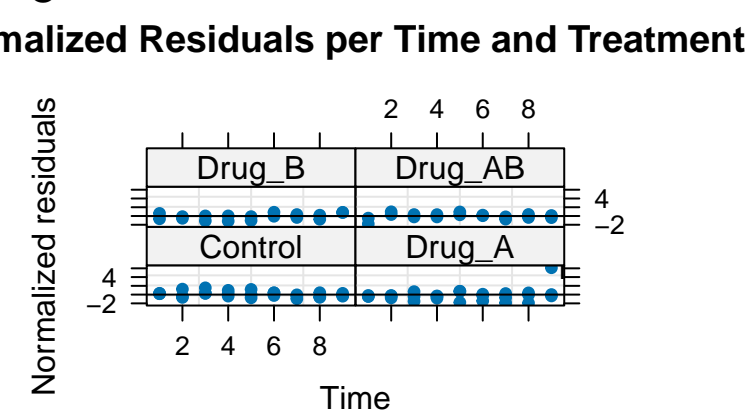 malized Residuals per Time and Treatment
Normalized residuals
2 4 6 8
Drug_B Drug_AB
4
−2
Control Drug_A
4
−2
2 4 6 8
Time